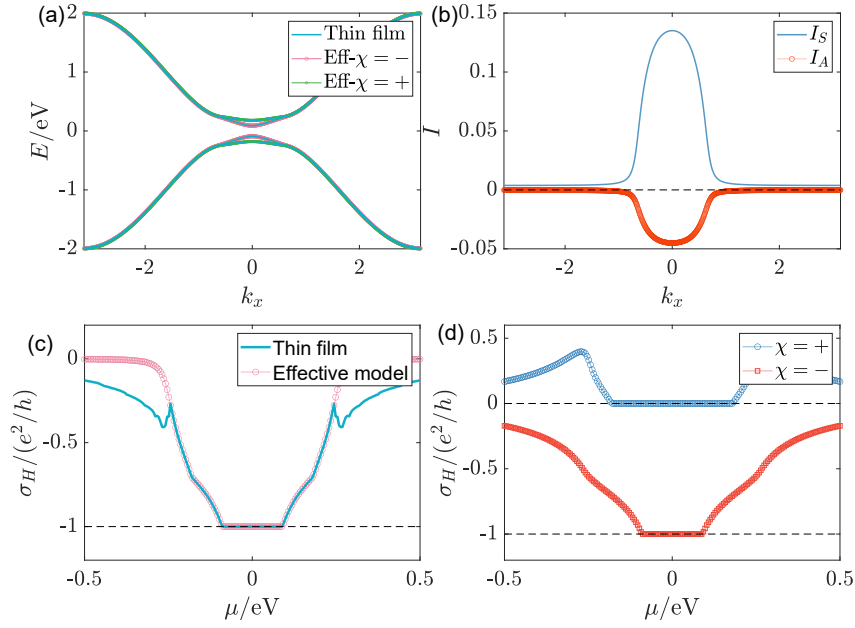 (a)
2
1
0
-1
-2
E/eV
-2
0
2
k_x
Thin film
Eff-χ = −
Eff-χ = +
(b)
0.15
0.1
0.05
0
-0.05
I
-2
0
2
k_x
I_S
I_A
(c)
0
-0.5
-1
σ_H/(e²/h)
-0.5
0
0.5
μ/eV
Thin film
Effective model
(d)
0.5
0
-0.5
-1
σ_H/(e²/h)
-0.5
0
0.5
μ/eV
χ = +
χ = −